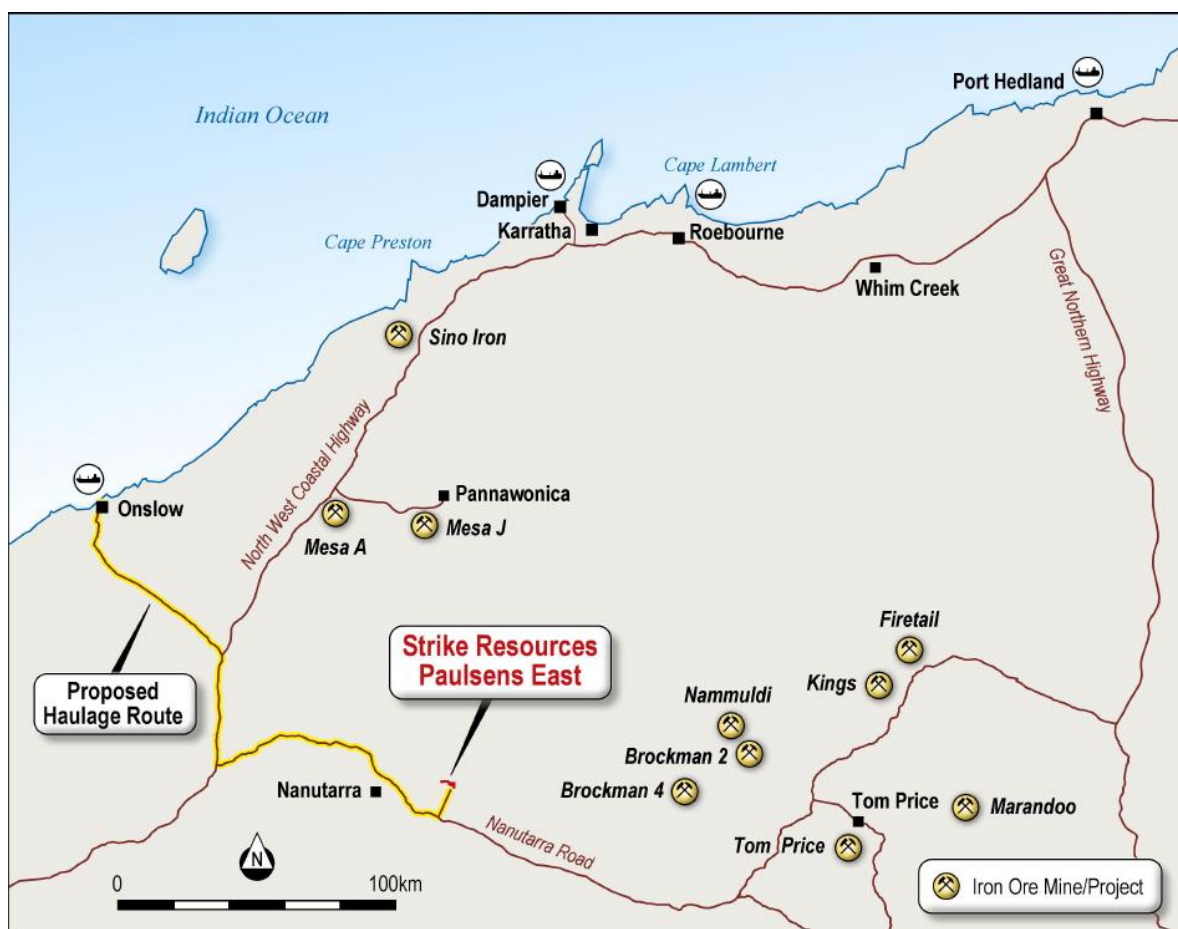 Port Hedland
Indian Ocean
Cape Lambert
Dampier
Karratha
Roebourne
Cape Preston
Whim Creek
Great Northern Highway
Sino Iron
North West Coastal Highway
Onslow
Pannawonica
Mesa A
Mesa J
Strike Resources
Paulsens East
Proposed
Haulage Route
Firetail
Kings
Nammuldi
Brockman 2
Brockman 4
Nanutarra
Tom Price
Marandoo
Tom Price
Nanutarra Road
N
0
100km
Iron Ore Mine/Project